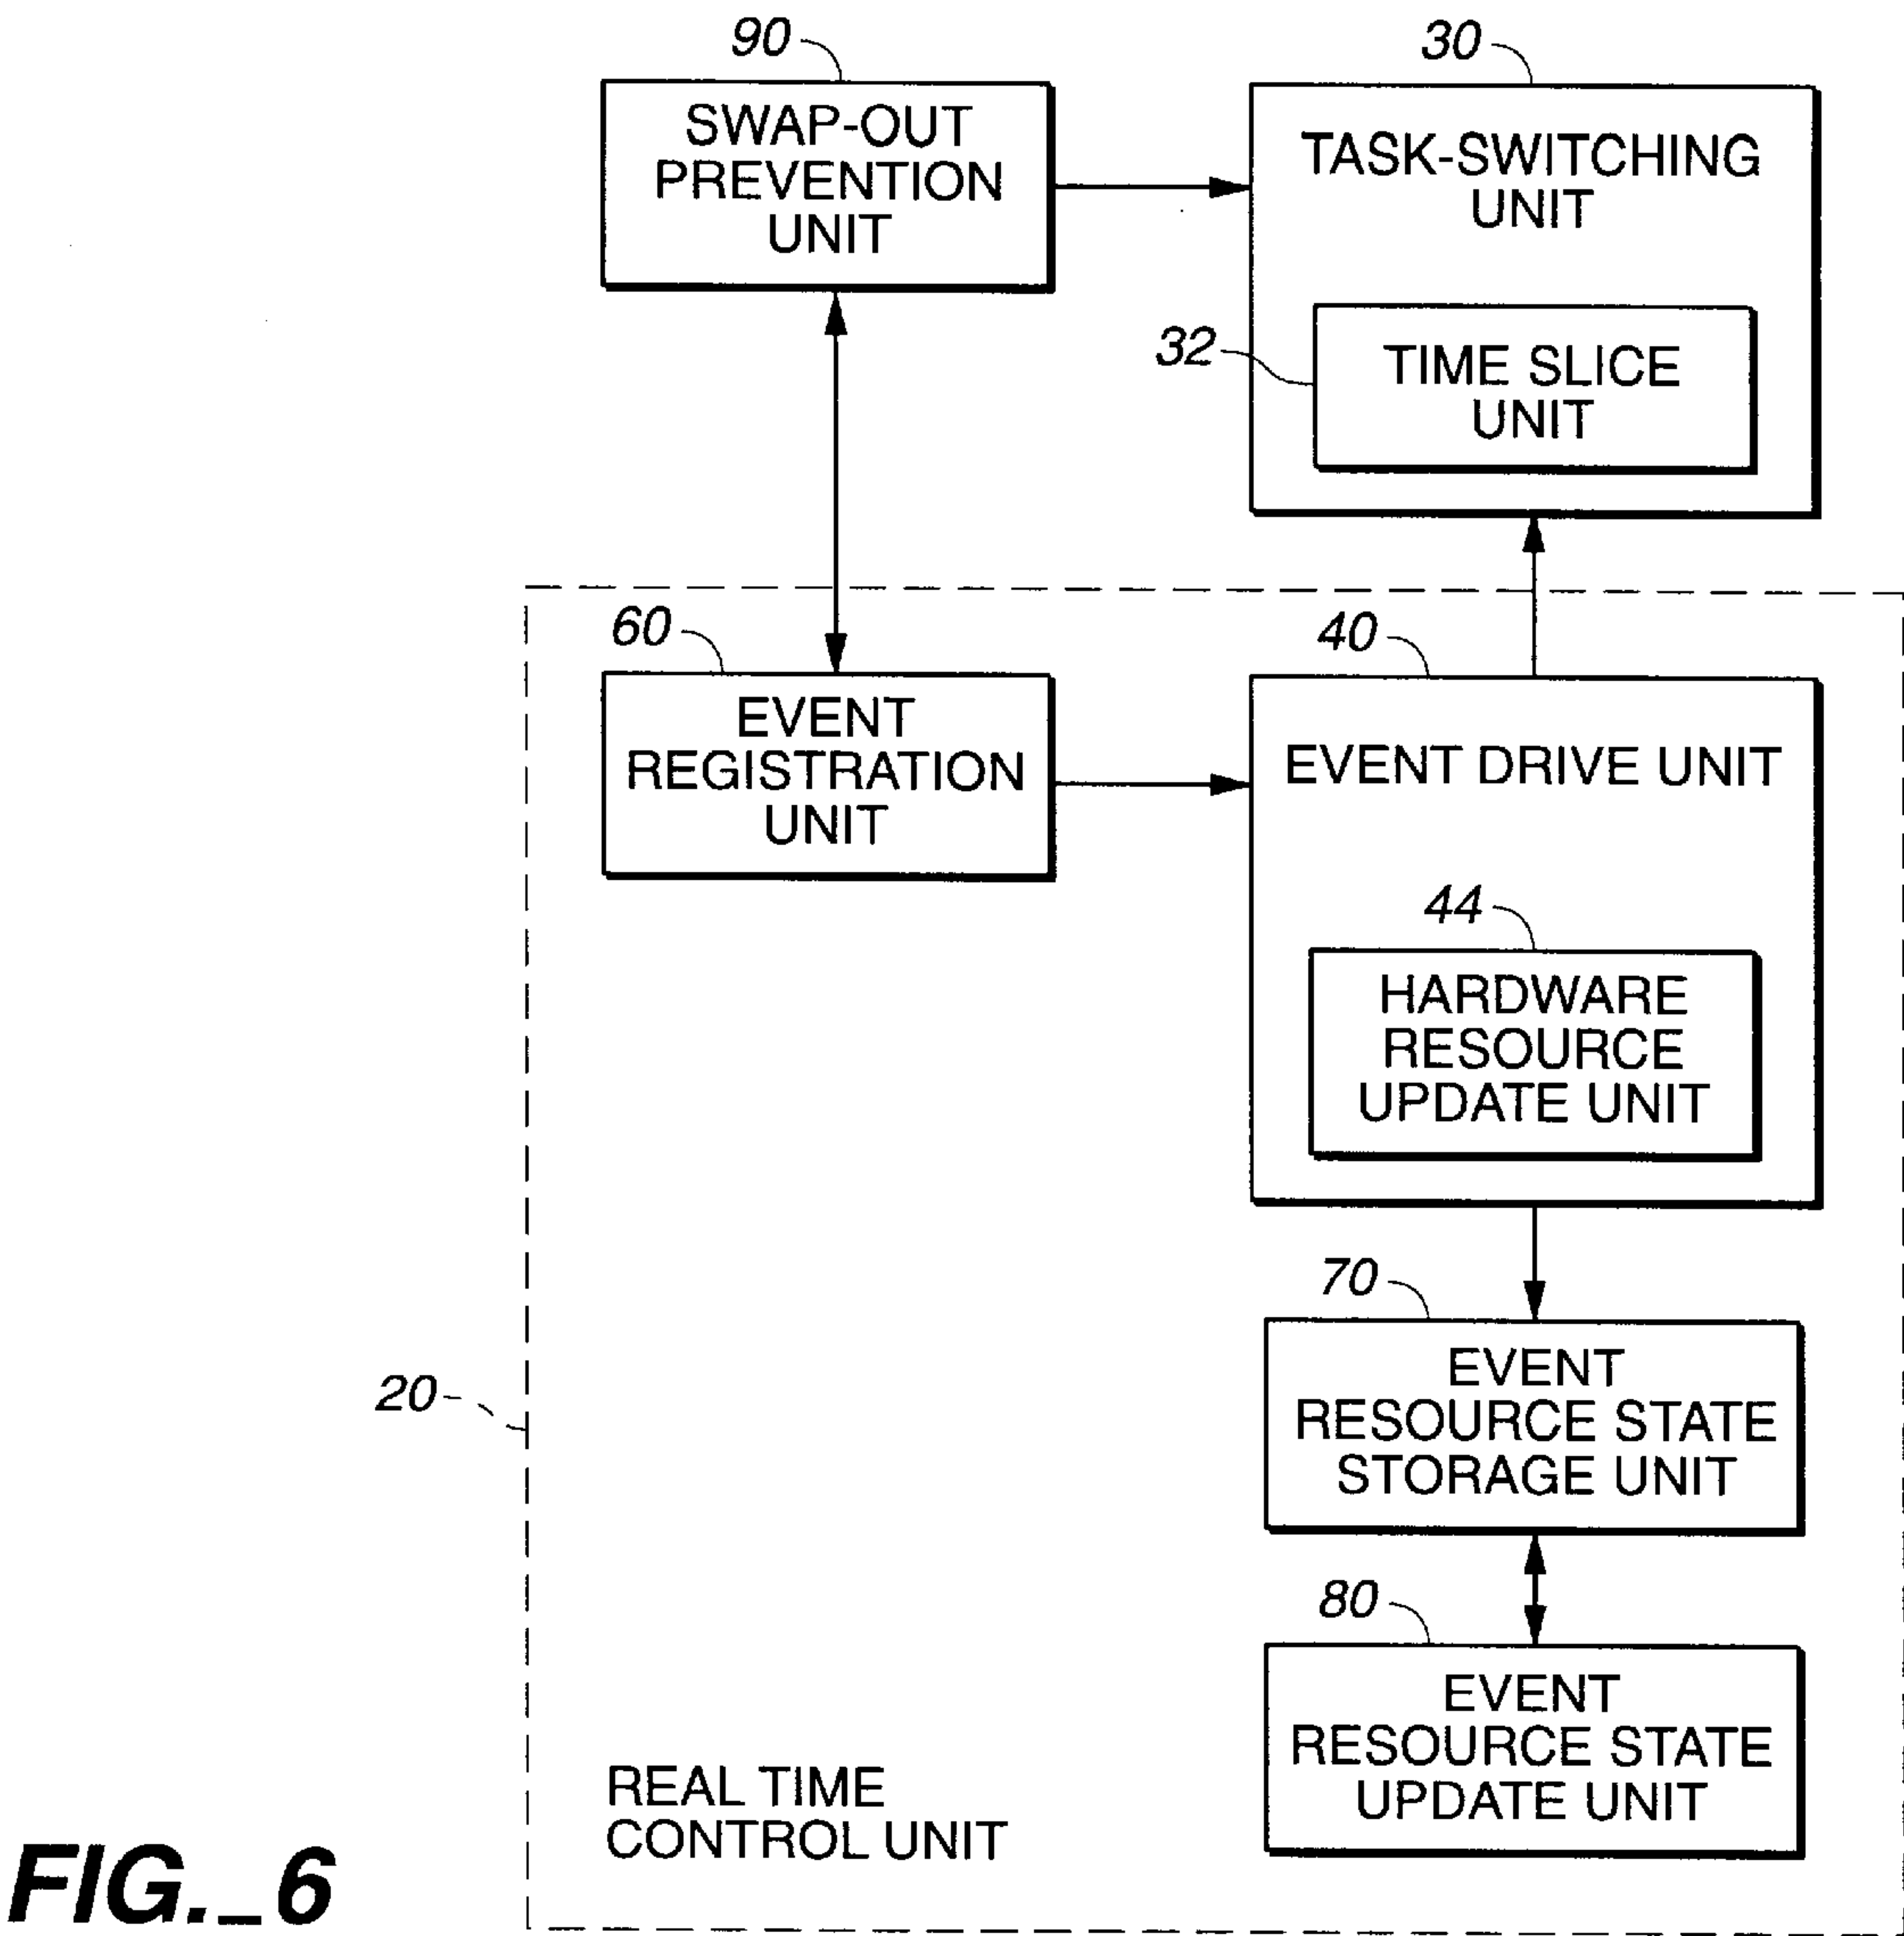 90
SWAP-OUT
PREVENTION
UNIT
30
TASK-SWITCHING
UNIT
32
TIME SLICE
UNIT
60
EVENT
REGISTRATION
UNIT
40
EVENT DRIVE UNIT
44
HARDWARE
RESOURCE
UPDATE UNIT
70
EVENT
RESOURCE STATE
STORAGE UNIT
20
80
EVENT
RESOURCE STATE
UPDATE UNIT
REAL TIME
CONTROL UNIT
FIG._6